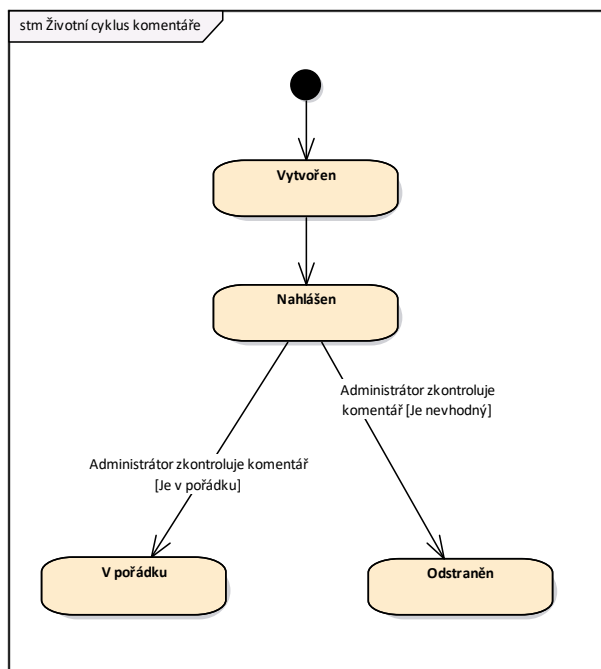 stm Životní cyklus komentáře
Vytvořen
Nahlášen
Administrátor zkontroluje
komentář [Je nevhodný]
Administrátor zkontroluje komentář
[Je v pořádku]
V pořádku
Odstraněn